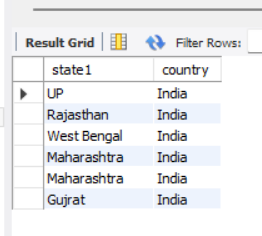 Result Grid Filter Rows:
state1 country
UP India
Rajasthan India
West Bengal India
Maharashtra India
Maharashtra India
Gujrat India